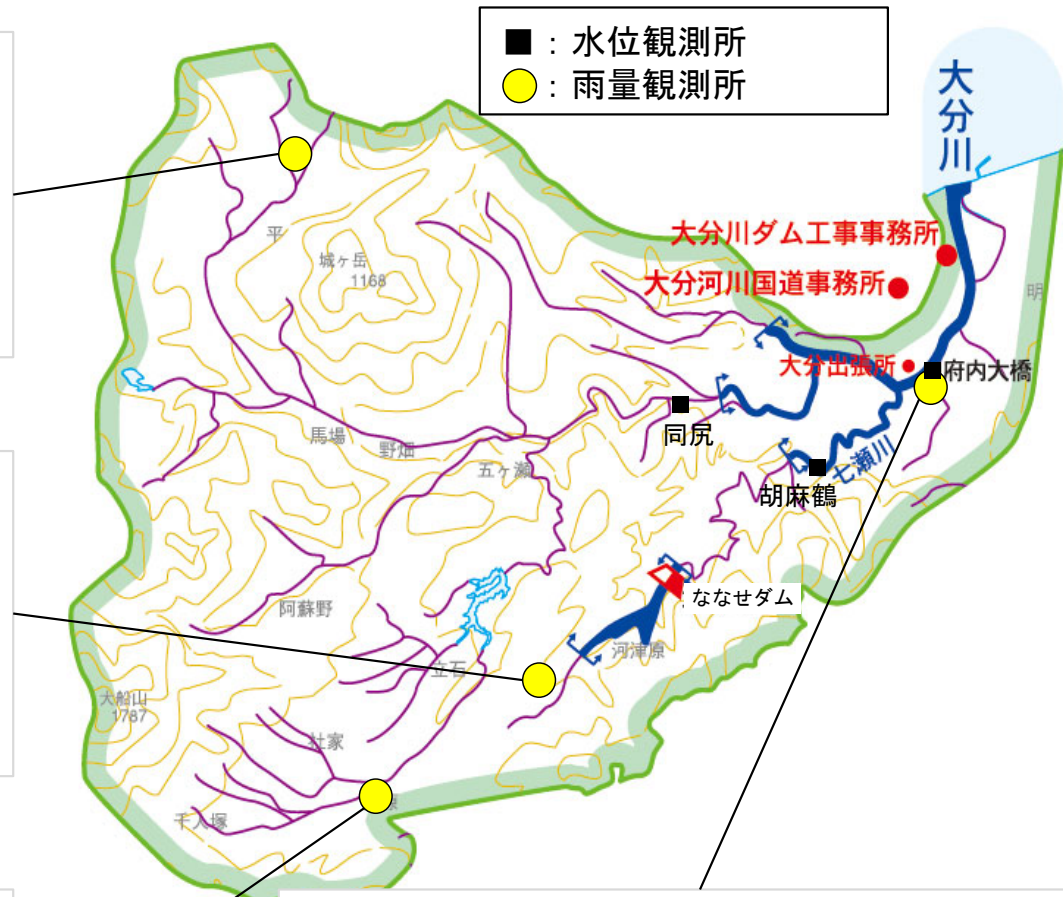 ■：水位観測所
：雨量観測所
大分川
大分川ダム工事事務所
大分河川国道事務所
平
城ヶ岳
1168
明
大分出張所
府内大橋
同尻
馬場
野畑
五ヶ瀬
七瀬川
胡麻鶴
ななせダム
阿蘇野
河津原
立石
大船山
1787
社家
千人塚